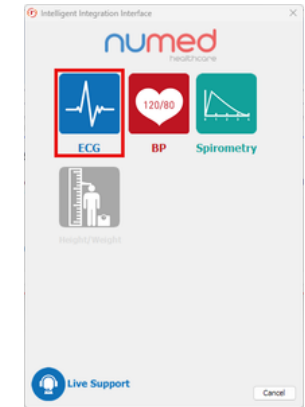 Intelligent Integration Interface
numed
healthcare
120/80
ECG
BP
Spirometry
Height/Weight
Live Support
Cancel